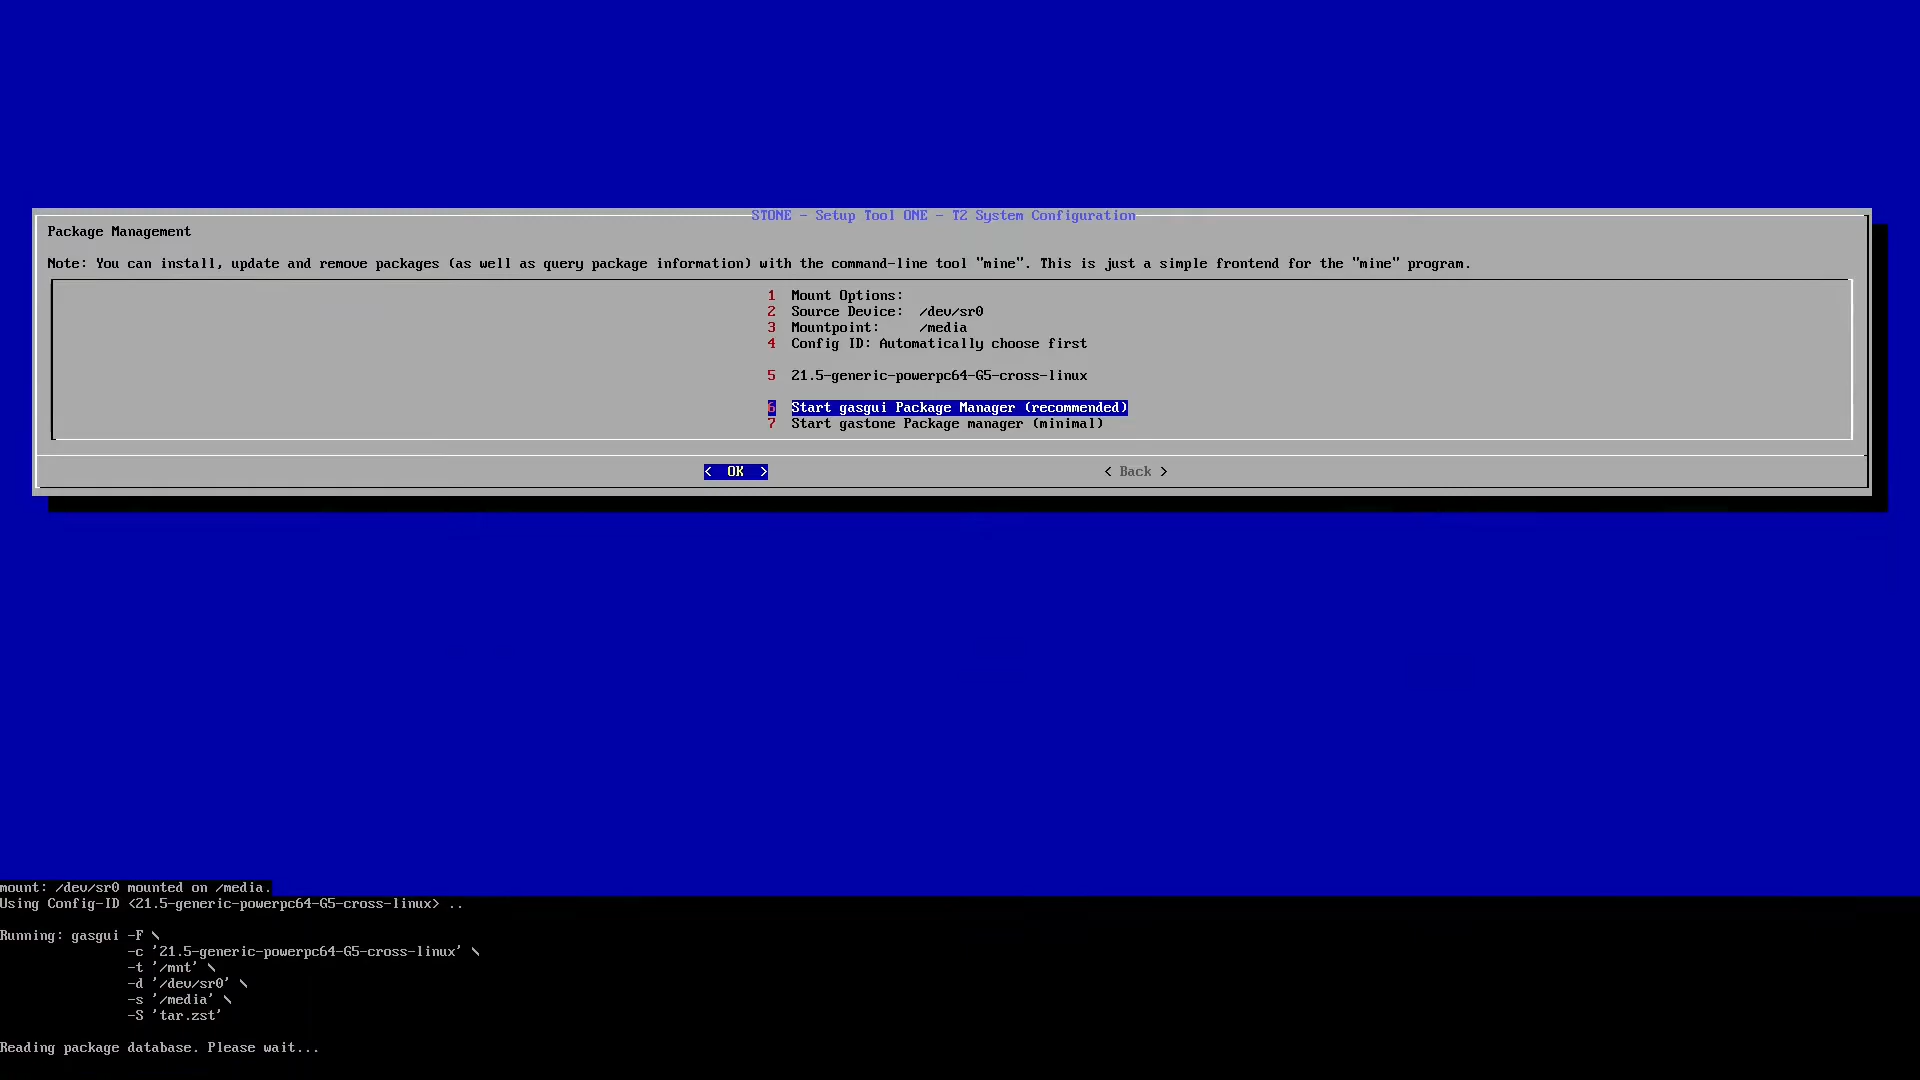 STONE - Setup Tool ONE - T2 System Configuration
Package Management
Note: You can install, update and remove packages (as well as query package information) with the command-line tool "mine". This is just a simple frontend for the "mine" program.
1 Mount Options:
2 Source Device: /dev/sr0
3 Mountpoint: /media
4 Config ID: Automatically choose first
5 21.5-generic-powerpc64-G5-cross-linux
6 Start gasgui Package Manager (recommended)
7 Start gastone Package manager (minimal)
< OK > < Back >
mount: /dev/sr0 mounted on /media.
Using Config-ID <21.5-generic-powerpc64-G5-cross-linux> ..
Running: gasgui -F \
-c '21.5-generic-powerpc64-G5-cross-linux' \
-t '/mnt' \
-d '/dev/sr0' \
-s '/media' \
-S 'tar.zst'
Reading package database. Please wait...